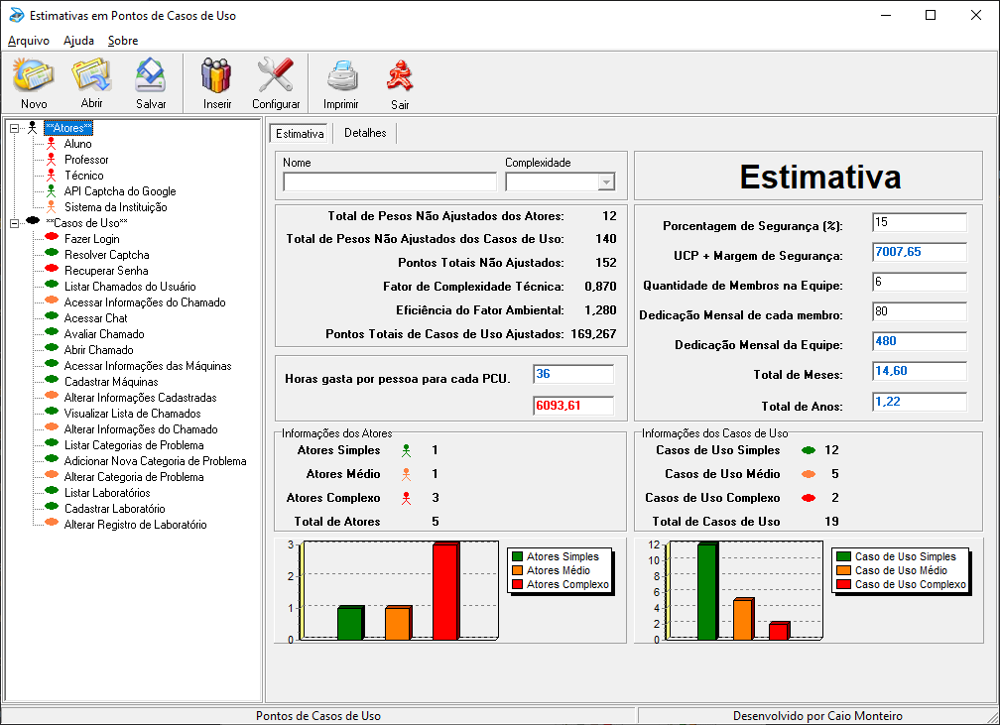 Estimativas em Pontos de Casos de Uso
Arquivo Ajuda Sobre
Novo Abrir Salvar Inserir Configurar Imprimir Sair
**Atores**
Aluno
Professor
Técnico
API Captcha do Google
Sistema da Instituição
**Casos de Uso**
Fazer Login
Resolver Captcha
Recuperar Senha
Listar Chamados do Usuário
Acessar Informações do Chamado
Acessar Chat
Avaliar Chamado
Abrir Chamado
Acessar Informações das Máquinas
Cadastrar Máquinas
Alterar Informações Cadastradas
Visualizar Lista de Chamados
Alterar Informações do Chamado
Listar Categorias de Problema
Adicionar Nova Categoria de Problema
Alterar Categoria de Problema
Listar Laboratórios
Cadastrar Laboratório
Alterar Registro de Laboratório
Estimativa Detalhes
Nome Complexidade
Total de Pesos Não Ajustados dos Atores: 12
Total de Pesos Não Ajustados dos Casos de Uso: 140
Pontos Totais Não Ajustados: 152
Fator de Complexidade Técnica: 0,870
Eficiência do Fator Ambiental: 1,280
Pontos Totais de Casos de Uso Ajustados: 169,267
Horas gasta por pessoa para cada PCU. 36
6093,61
Estimativa
Porcentagem de Segurança (%): 15
UCP + Margem de Segurança: 7007,65
Quantidade de Membros na Equipe: 6
Dedicação Mensal de cada membro: 80
Dedicação Mensal da Equipe: 480
Total de Meses: 14,60
Total de Anos: 1,22
Informações dos Atores
Atores Simples 1
Atores Médio 1
Atores Complexo 3
Total de Atores 5
Informações dos Casos de Uso
Casos de Uso Simples 12
Casos de Uso Médio 5
Casos de Uso Complexo 2
Total de Casos de Uso 19
3
2
1
0
Atores Simples
Atores Médio
Atores Complexo
12
10
8
6
4
2
0
Caso de Uso Simples
Caso de Uso Médio
Caso de Uso Complexo
Pontos de Casos de Uso
Desenvolvido por Caio Monteiro